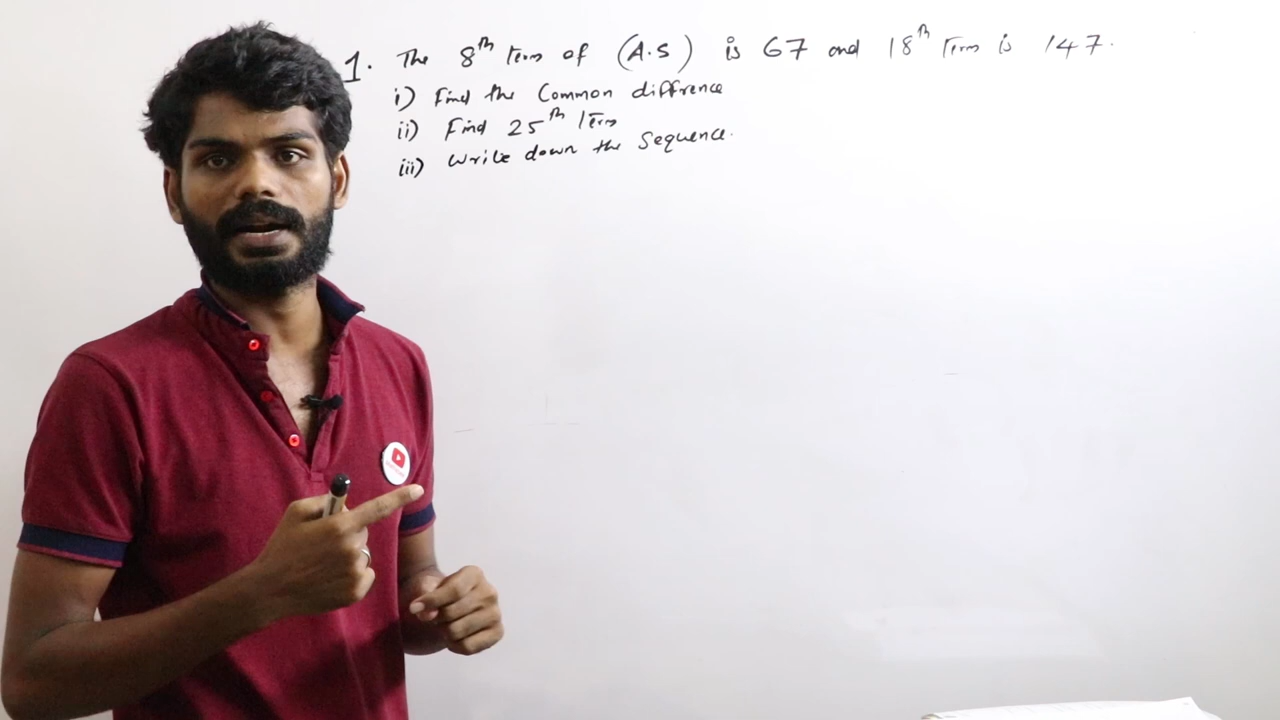 1. The 8th term of (A.S) is 67 and 18th Term is 147.
i) Find the Common diffrence
ii) Find 25th Term
iii) Write down the Sequence.